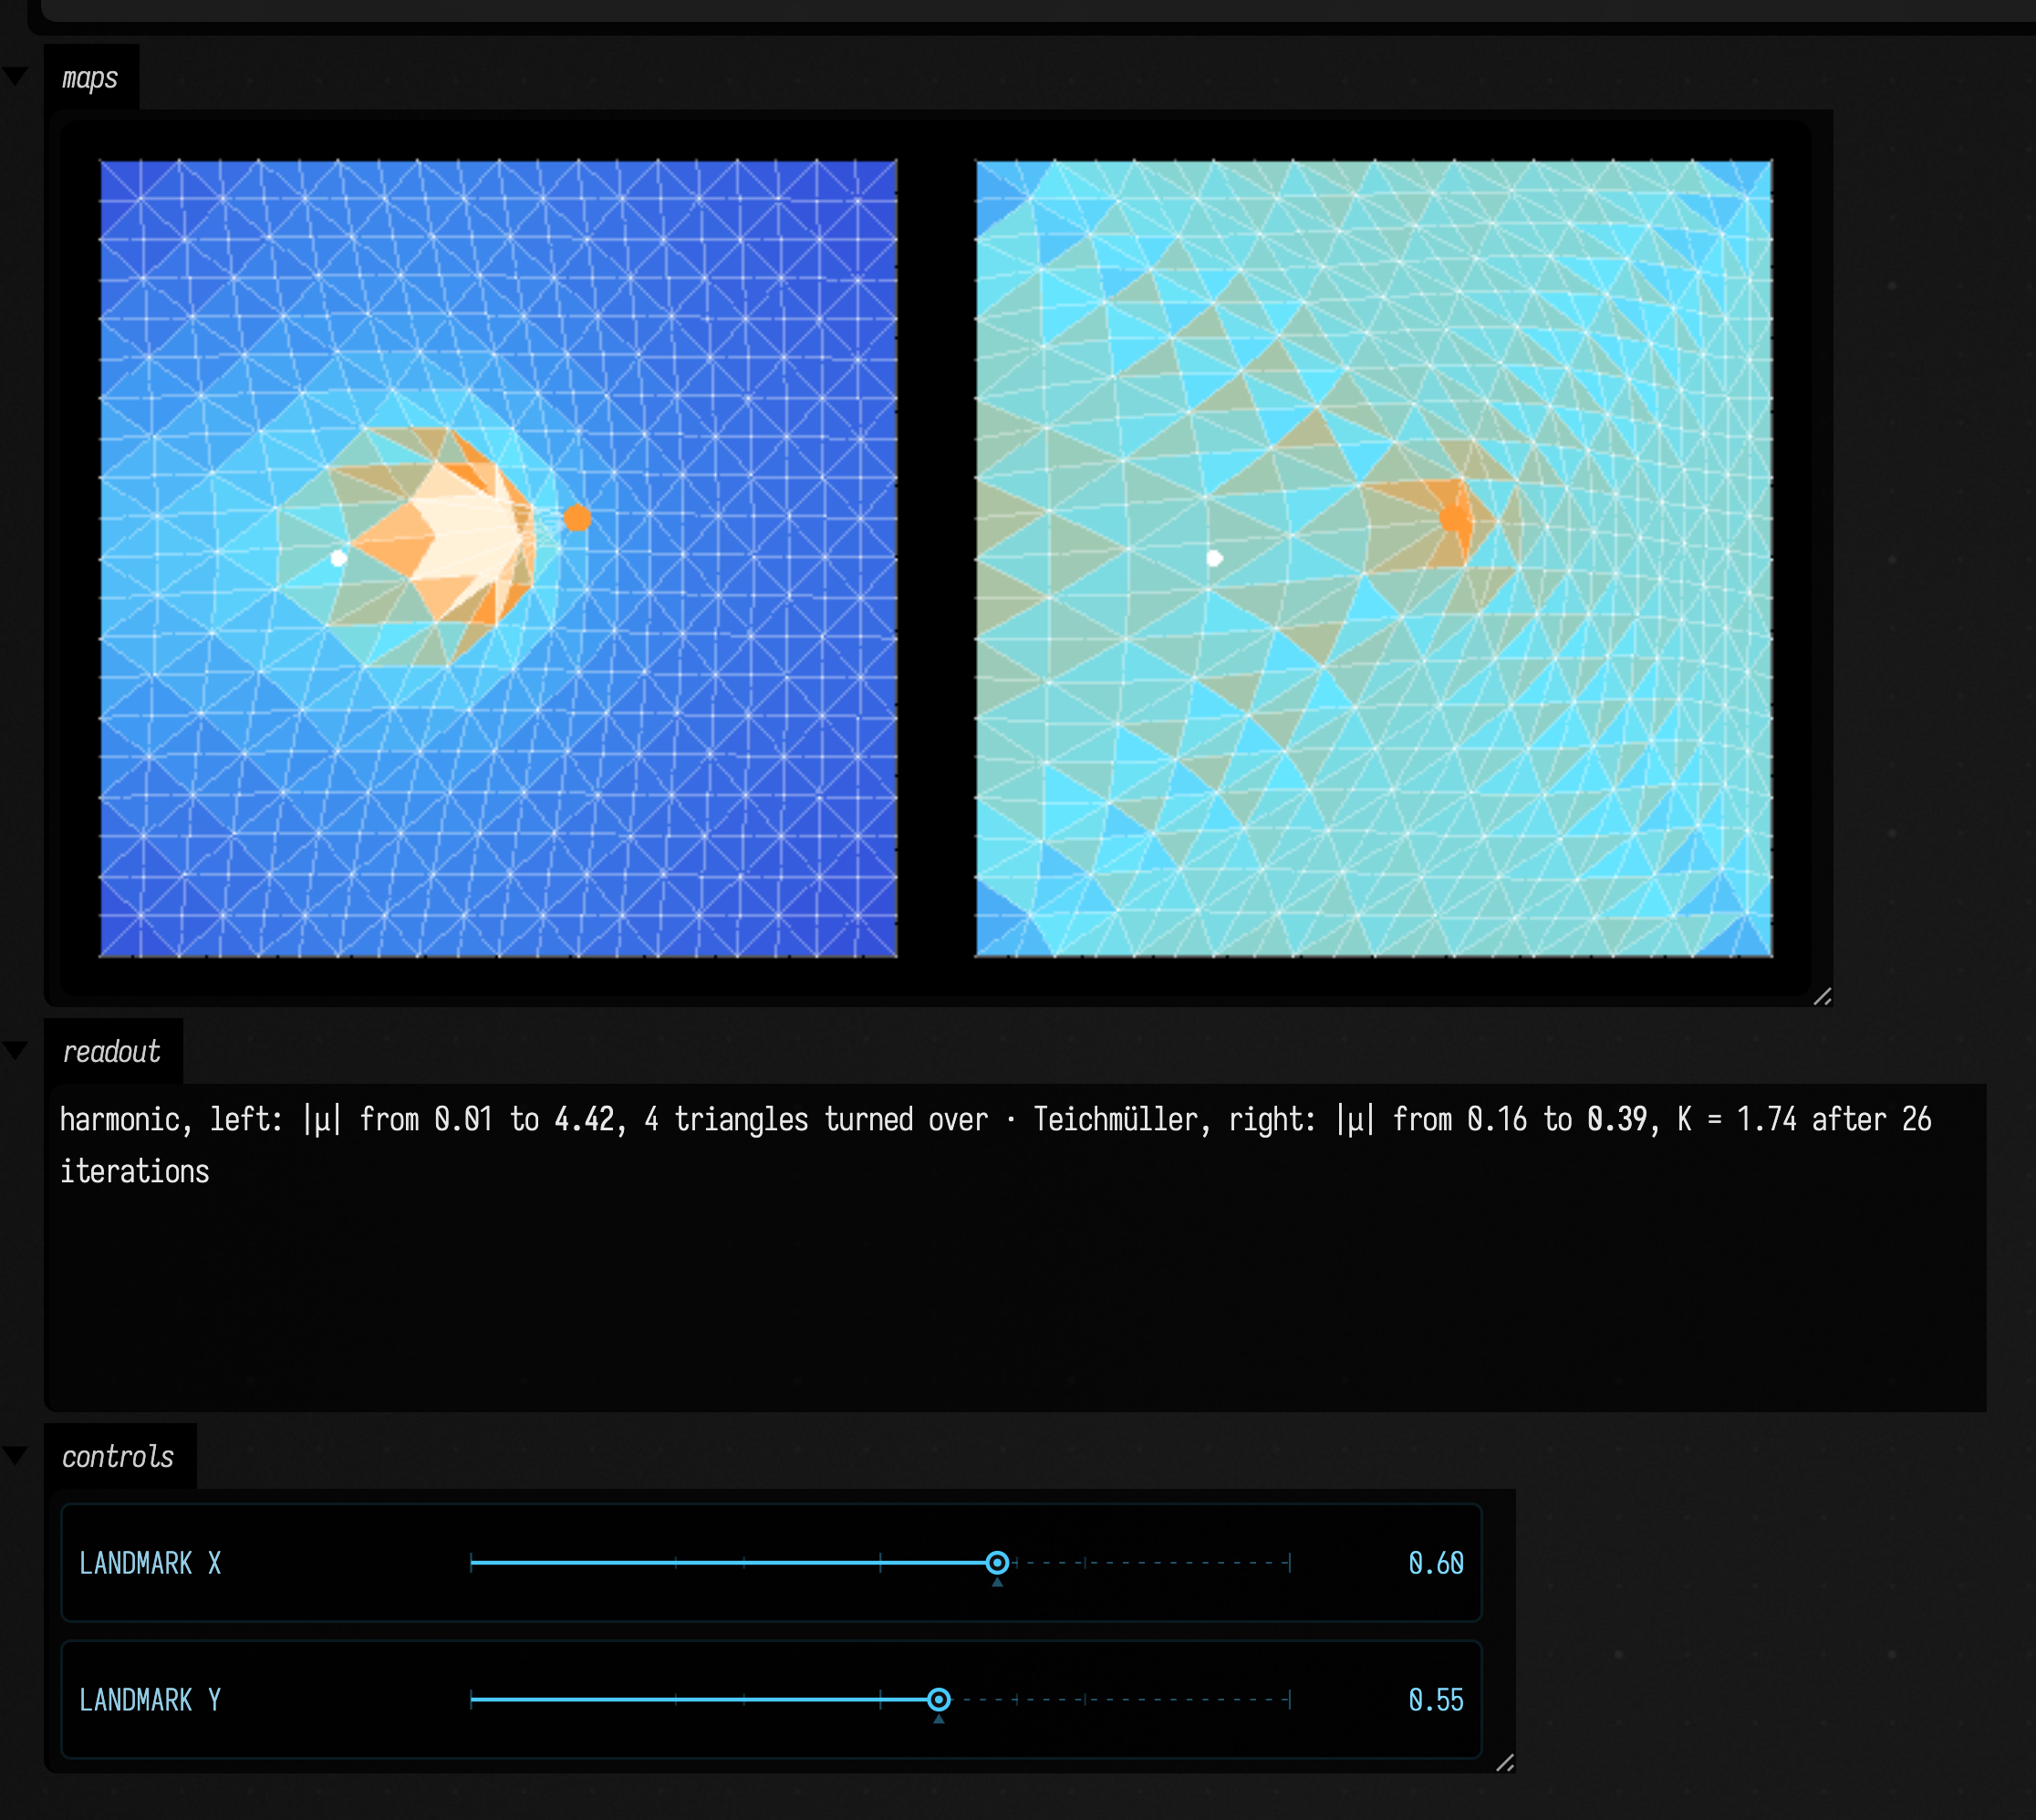 maps
readout
harmonic, left: |μ| from 0.01 to 4.42, 4 triangles turned over · Teichmüller, right: |μ| from 0.16 to 0.39, K = 1.74 after 26
iterations
controls
LANDMARK X 0.60
LANDMARK Y 0.55